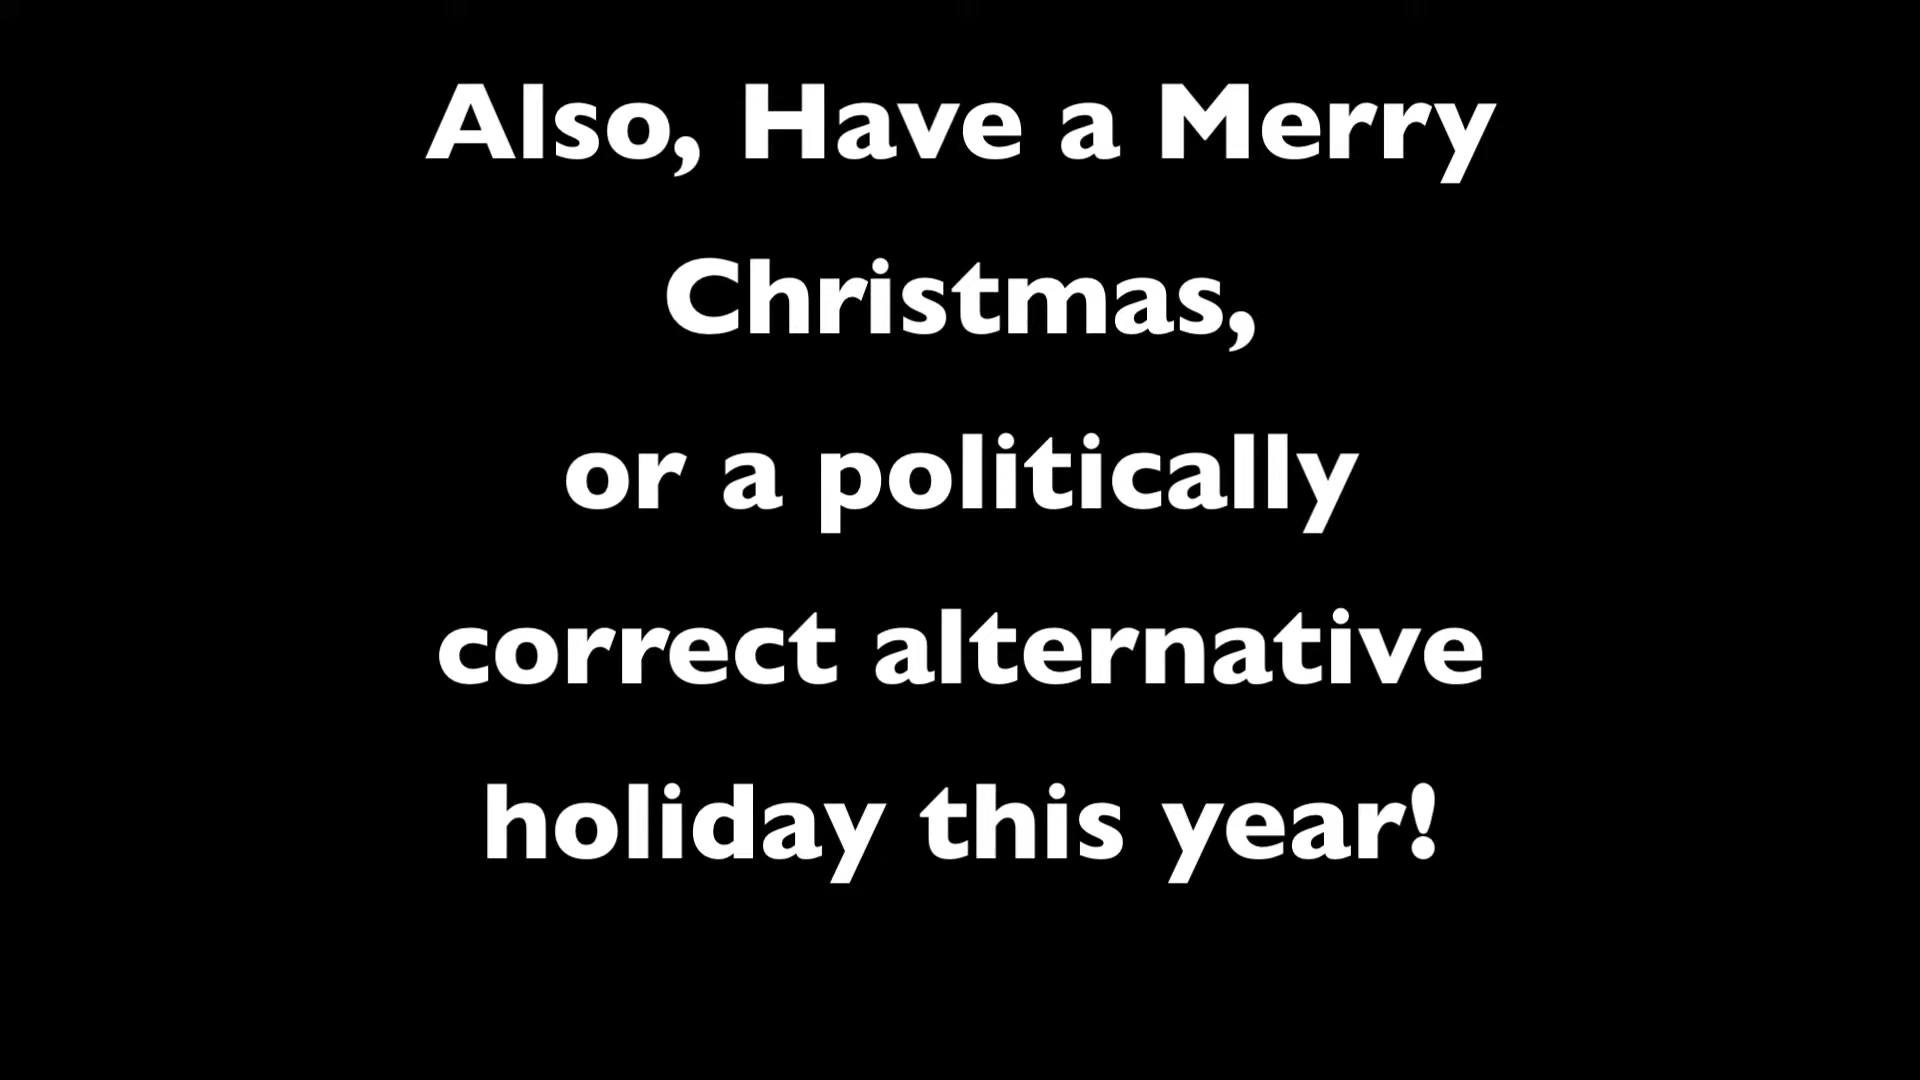 Also, Have a Merry
Christmas,
or a politically
correct alternative
holiday this year!